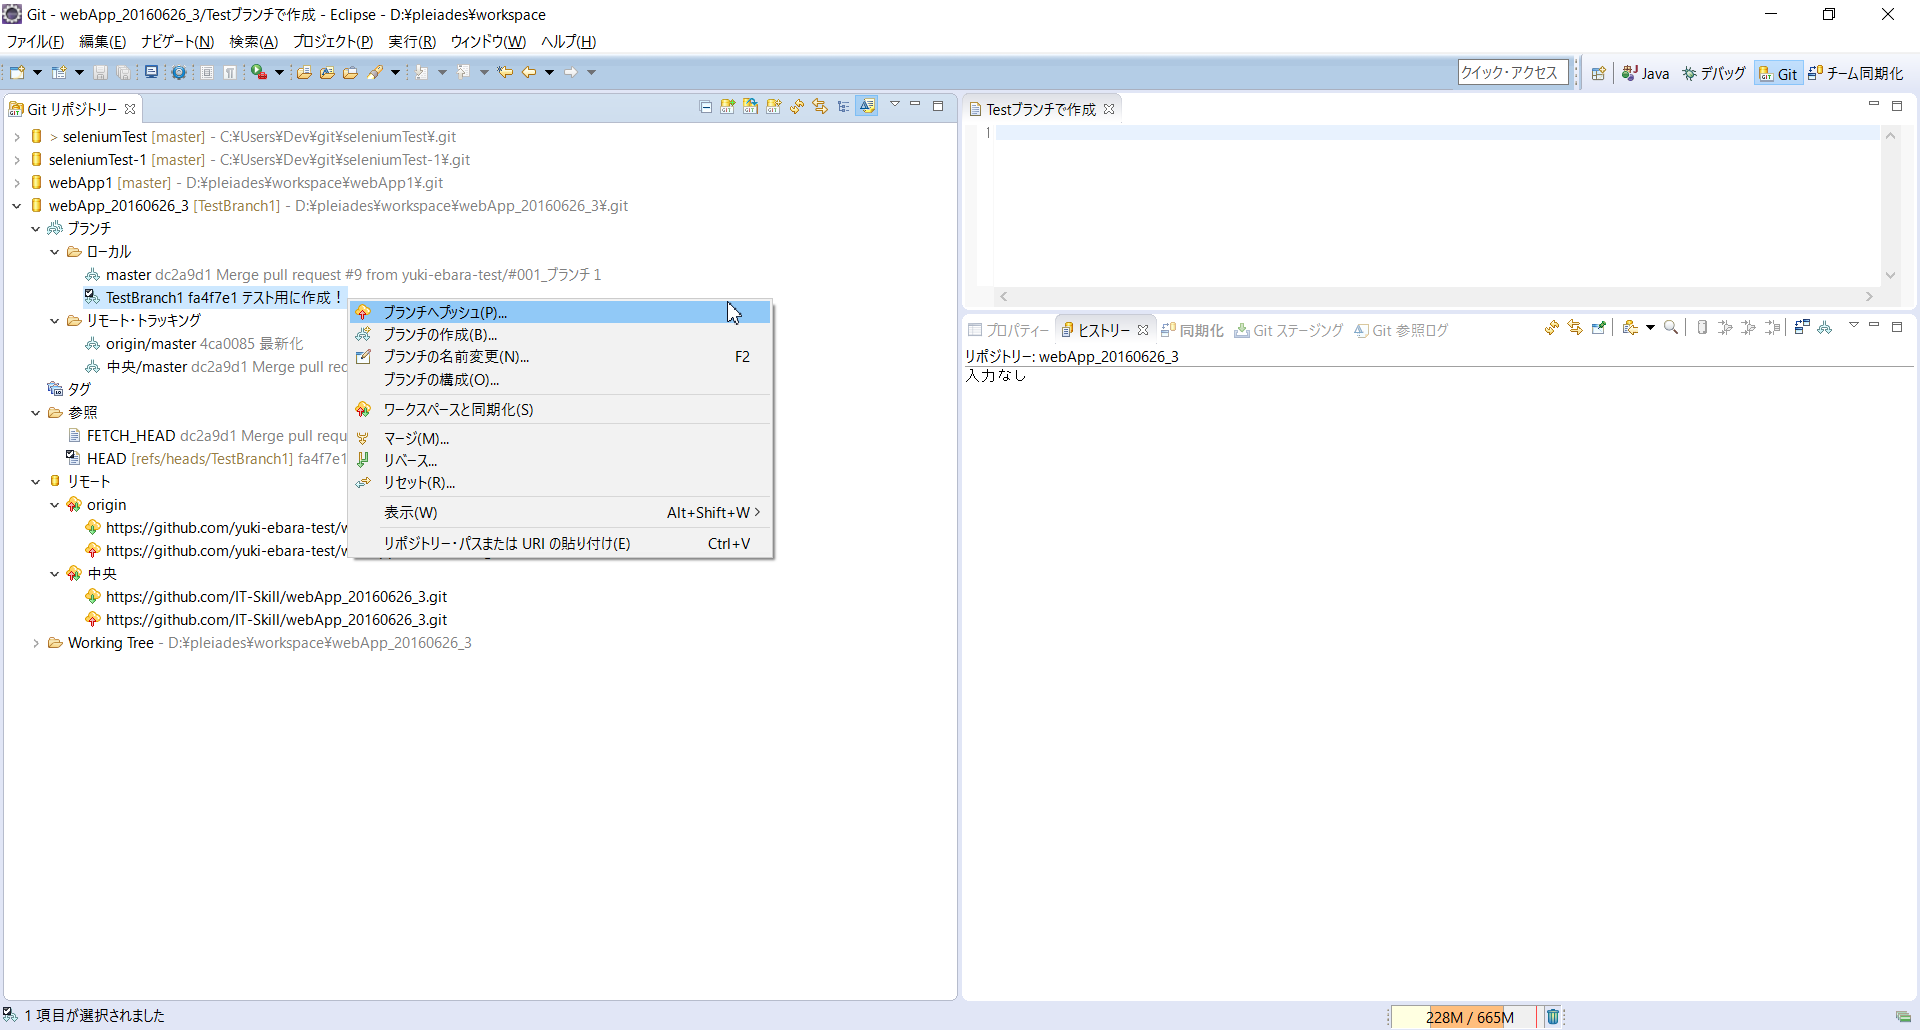 Git - webApp_20160626_3/Testブランチで作成 - Eclipse - D:¥pleiades¥workspace
ファイル(F) 編集(E) ナビゲート(N) 検索(A) プロジェクト(P) 実行(R) ウィンドウ(W) ヘルプ(H)
クイック・アクセス Java デバッグ Git チーム同期化
Git リポジトリー
> seleniumTest [master] - C:¥Users¥Dev¥git¥seleniumTest¥.git
seleniumTest-1 [master] - C:¥Users¥Dev¥git¥seleniumTest-1¥.git
webApp1 [master] - D:¥pleiades¥workspace¥webApp1¥.git
webApp_20160626_3 [TestBranch1] - D:¥pleiades¥workspace¥webApp_20160626_3¥.git
ブランチ
ローカル
master dc2a9d1 Merge pull request #9 from yuki-ebara-test/#001_ブランチ1
TestBranch1 fa4f7e1 テスト用に作成！
リモート・トラッキング
origin/master 4ca0085 最新化
中央/master dc2a9d1 Merge pull rec
タグ
参照
FETCH_HEAD dc2a9d1 Merge pull requ
HEAD [refs/heads/TestBranch1] fa4f7e1
リモート
origin
https://github.com/yuki-ebara-test/w
https://github.com/yuki-ebara-test/w
中央
https://github.com/IT-Skill/webApp_20160626_3.git
https://github.com/IT-Skill/webApp_20160626_3.git
Working Tree - D:¥pleiades¥workspace¥webApp_20160626_3
ブランチへプッシュ(P)...
ブランチの作成(B)...
ブランチの名前変更(N)... F2
ブランチの構成(O)...
ワークスペースと同期化(S)
マージ(M)...
リベース...
リセット(R)...
表示(W) Alt+Shift+W >
リポジトリー・パスまたは URI の貼り付け(E) Ctrl+V
Testブランチで作成
1
プロパティー ヒストリー 同期化 Git ステージング Git 参照ログ
リポジトリー: webApp_20160626_3
入力なし
1 項目が選択されました
228M / 665M